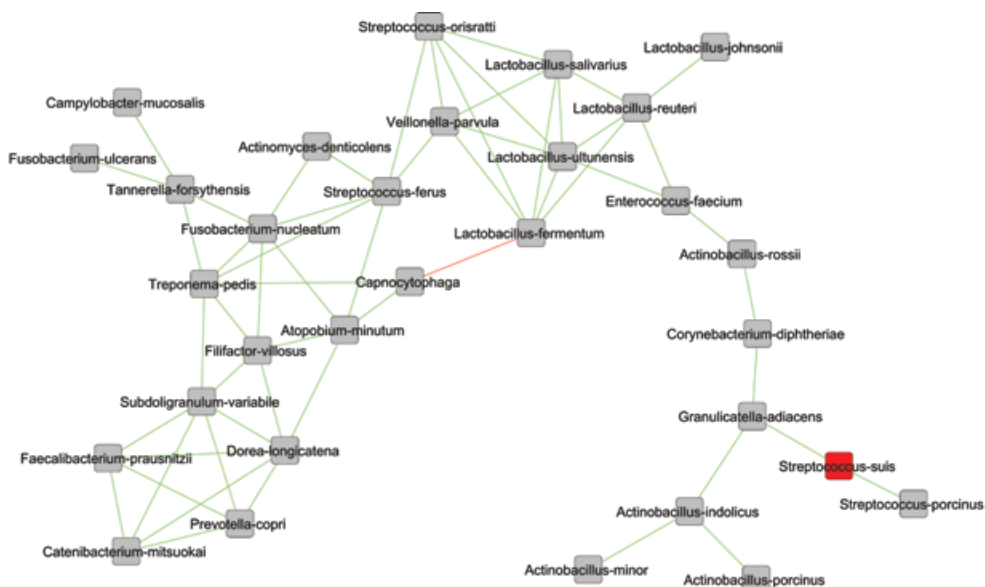 Streptococcus-orisratti
Lactobacillus-johnsonii
Lactobacillus-salivarius
Campylobacter-mucosalis
Lactobacillus-reuteri
Veillonella-parvula
Actinomyces-denticolens
Fusobacterium-ulcerans
Lactobacillus-ultunensis
Tannerella-forsythensis
Streptococcus-ferus
Enterococcus-faecium
Fusobacterium-nucleatum
Lactobacillus-fermentum
Actinobacillus-rossii
Treponema-pedis
Capnocytophaga
Atopobium-minutum
Corynebacterium-diphtheriae
Filifactor-villosus
Subdoligranulum-variabile
Granulicatella-adiacens
Faecalibacterium-prausnitzii
Dorea-longicatena
Streptococcus-suis
Streptococcus-porcinus
Actinobacillus-indolicus
Prevotella-copri
Catenibacterium-mitsuokai
Actinobacillus-minor
Actinobacillus-porcinus